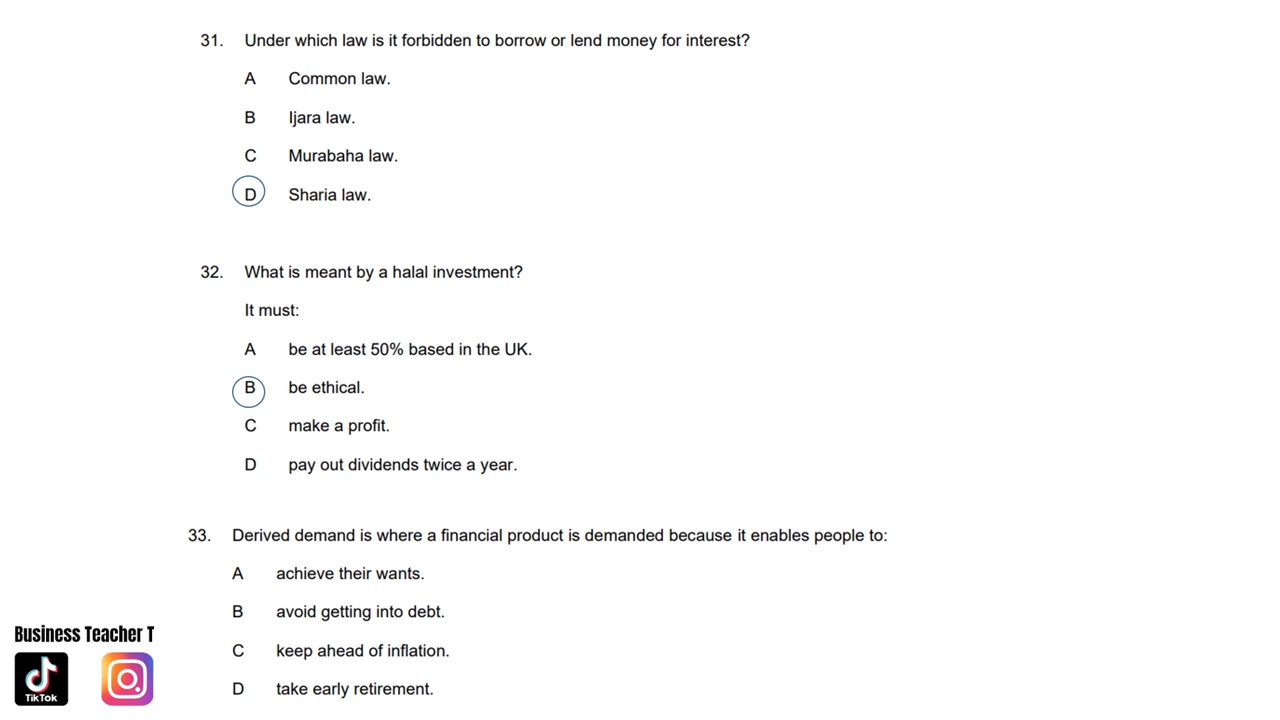 31. Under which law is it forbidden to borrow or lend money for interest?
A Common law.
B Ijara law.
C Murabaha law.
D Sharia law.
32. What is meant by a halal investment?
It must:
A be at least 50% based in the UK.
B be ethical.
C make a profit.
D pay out dividends twice a year.
33. Derived demand is where a financial product is demanded because it enables people to:
A achieve their wants.
B avoid getting into debt.
C keep ahead of inflation.
D take early retirement.
Business Teacher T
TikTok